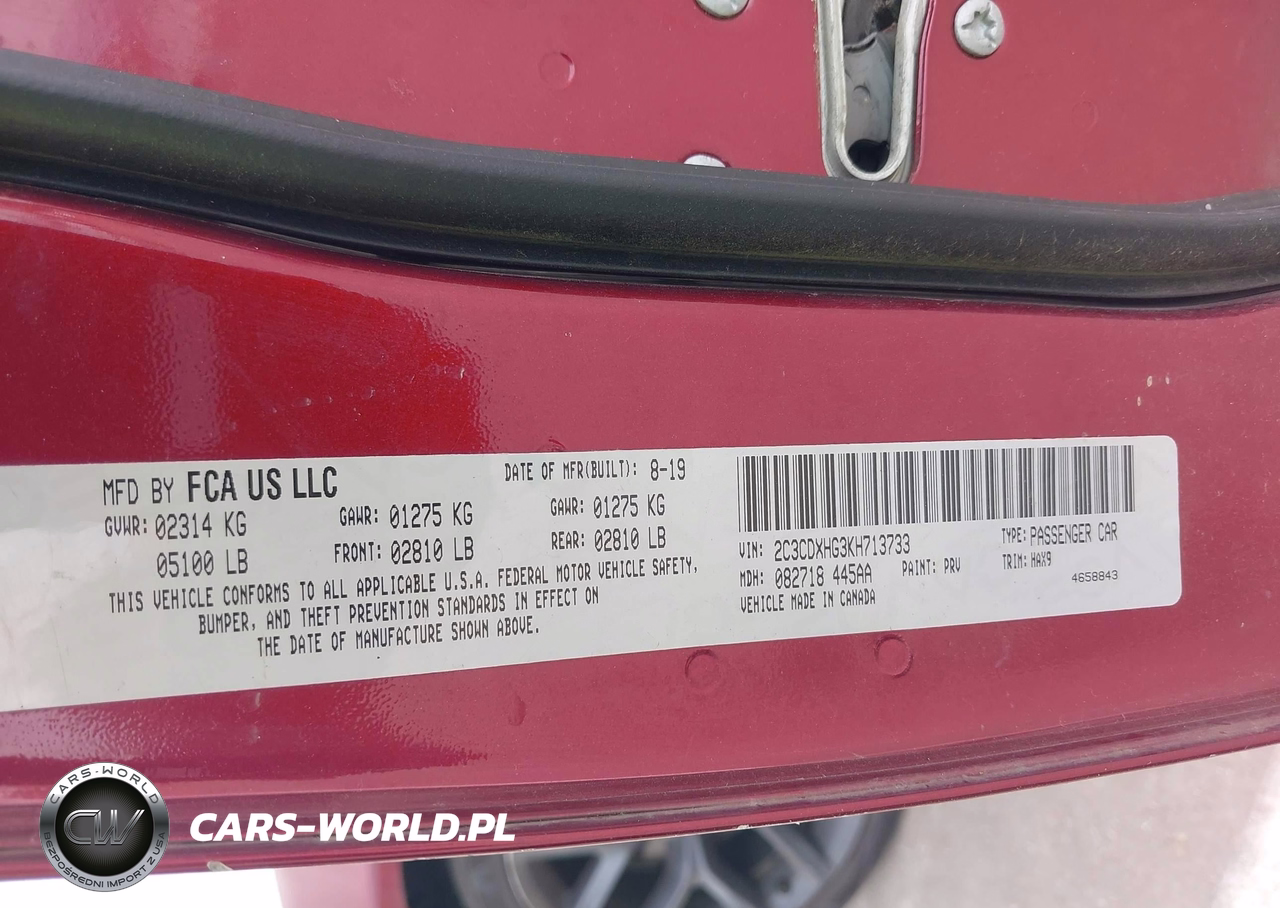 MFD BY FCA US LLC
DATE OF MFR(BUILT): 8-19
GVWR: 02314 KG
GAWR: 01275 KG
GAWR: 01275 KG
05100 LB
FRONT: 02810 LB
REAR: 02810 LB
THIS VEHICLE CONFORMS TO ALL APPLICABLE U.S.A. FEDERAL MOTOR VEHICLE SAFETY,
BUMPER, AND THEFT PREVENTION STANDARDS IN EFFECT ON
THE DATE OF MANUFACTURE SHOWN ABOVE.
VIN: 2C3CDXHG3KH713733
TYPE: PASSENGER CAR
MDH: 082718 445AA
PAINT: PRV
TRIM: HAX9
VEHICLE MADE IN CANADA
4658843
CARS-WORLD
CW
BEZPOŚREDNI IMPORT Z USA
CARS-WORLD.PL